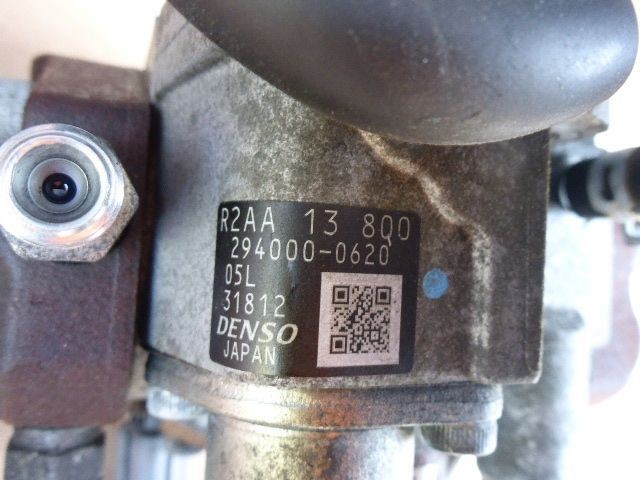 R2AA 13 800
294000-0620
05L
31812
DENSO
JAPAN